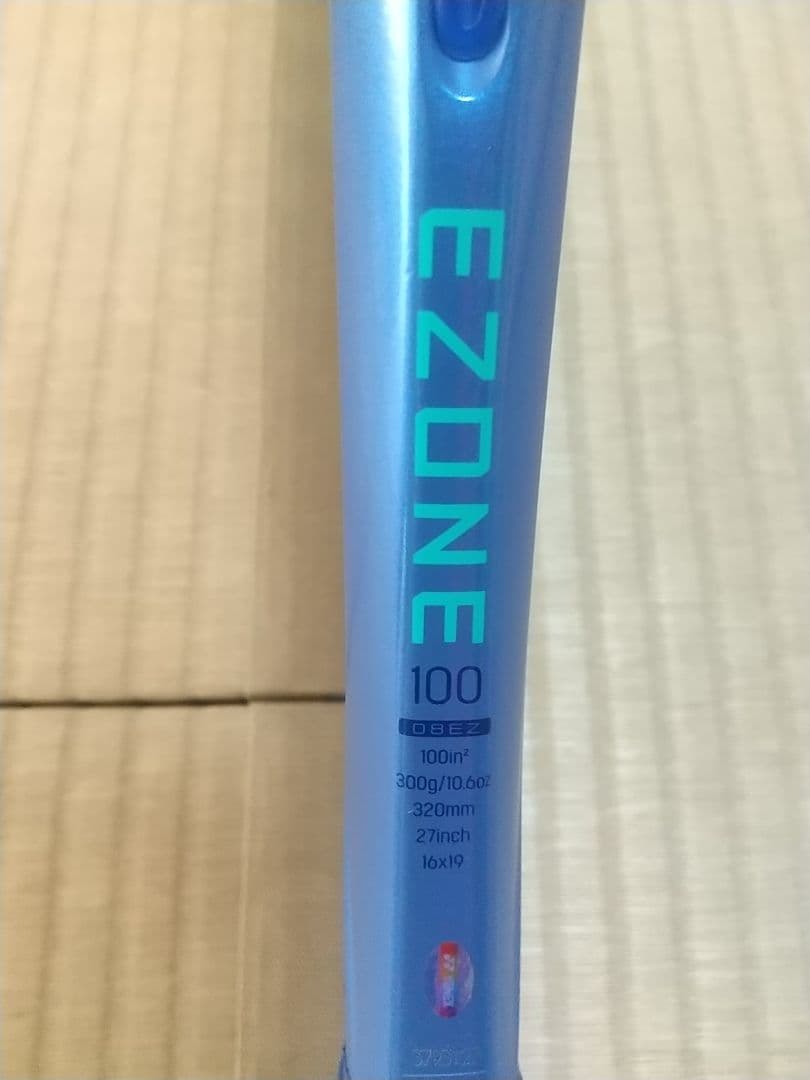 EZONE
100
08EZ
100in²
300g/10.6oz
320mm
27inch
16x19